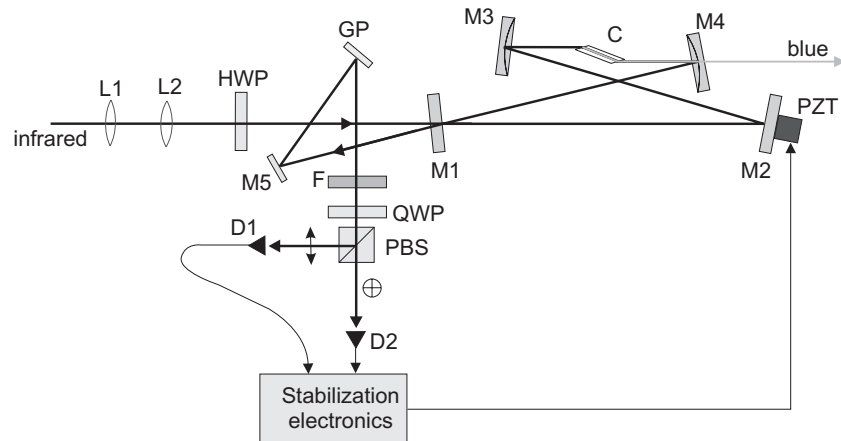 M3
GP
C
M4
blue
L1
L2
HWP
PZT
infrared
M5
M1
M2
F
QWP
D1
PBS
D2
Stabilization
electronics